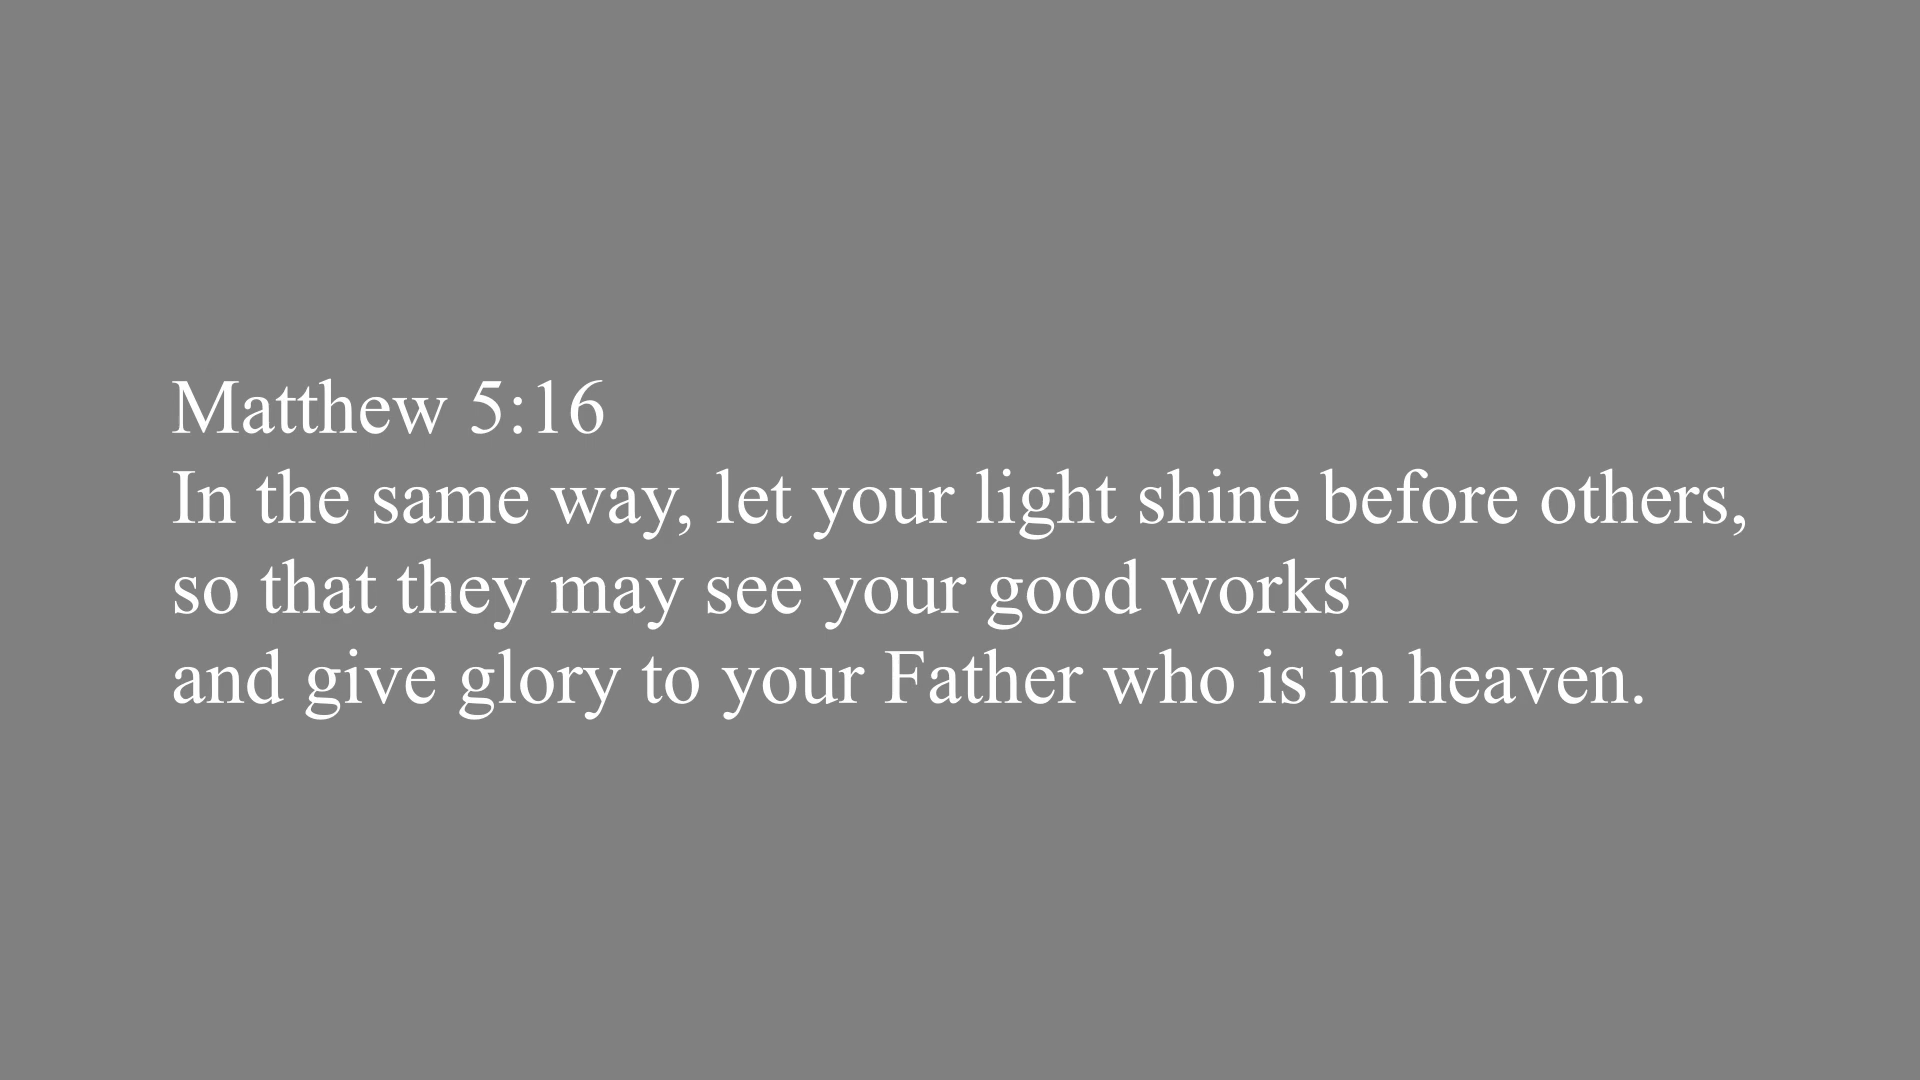 Matthew 5:16
In the same way, let your light shine before others,
so that they may see your good works
and give glory to your Father who is in heaven.